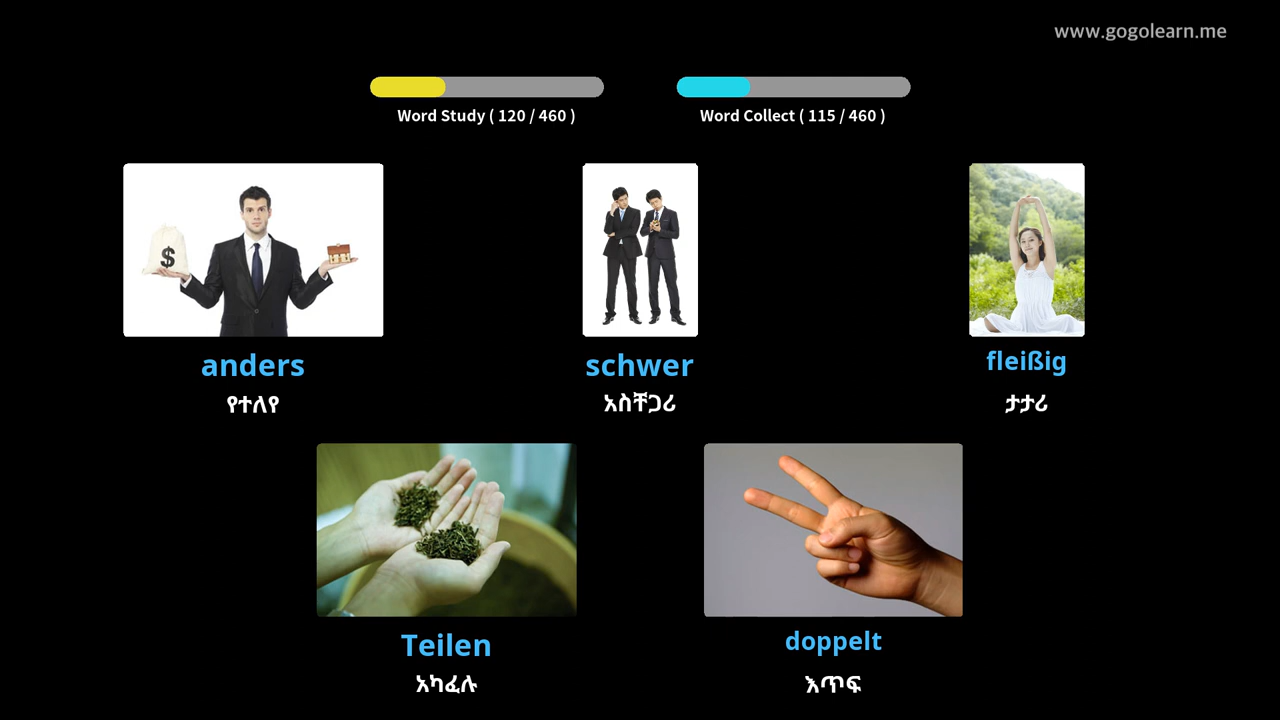 www.gogolearn.me
Word Study ( 120 / 460 )
Word Collect ( 115 / 460 )
$
anders
schwer
fleißig
የተለየ
አስቸጋሪ
ታታሪ
Teilen
doppelt
አካፈሉ
እጥፍ